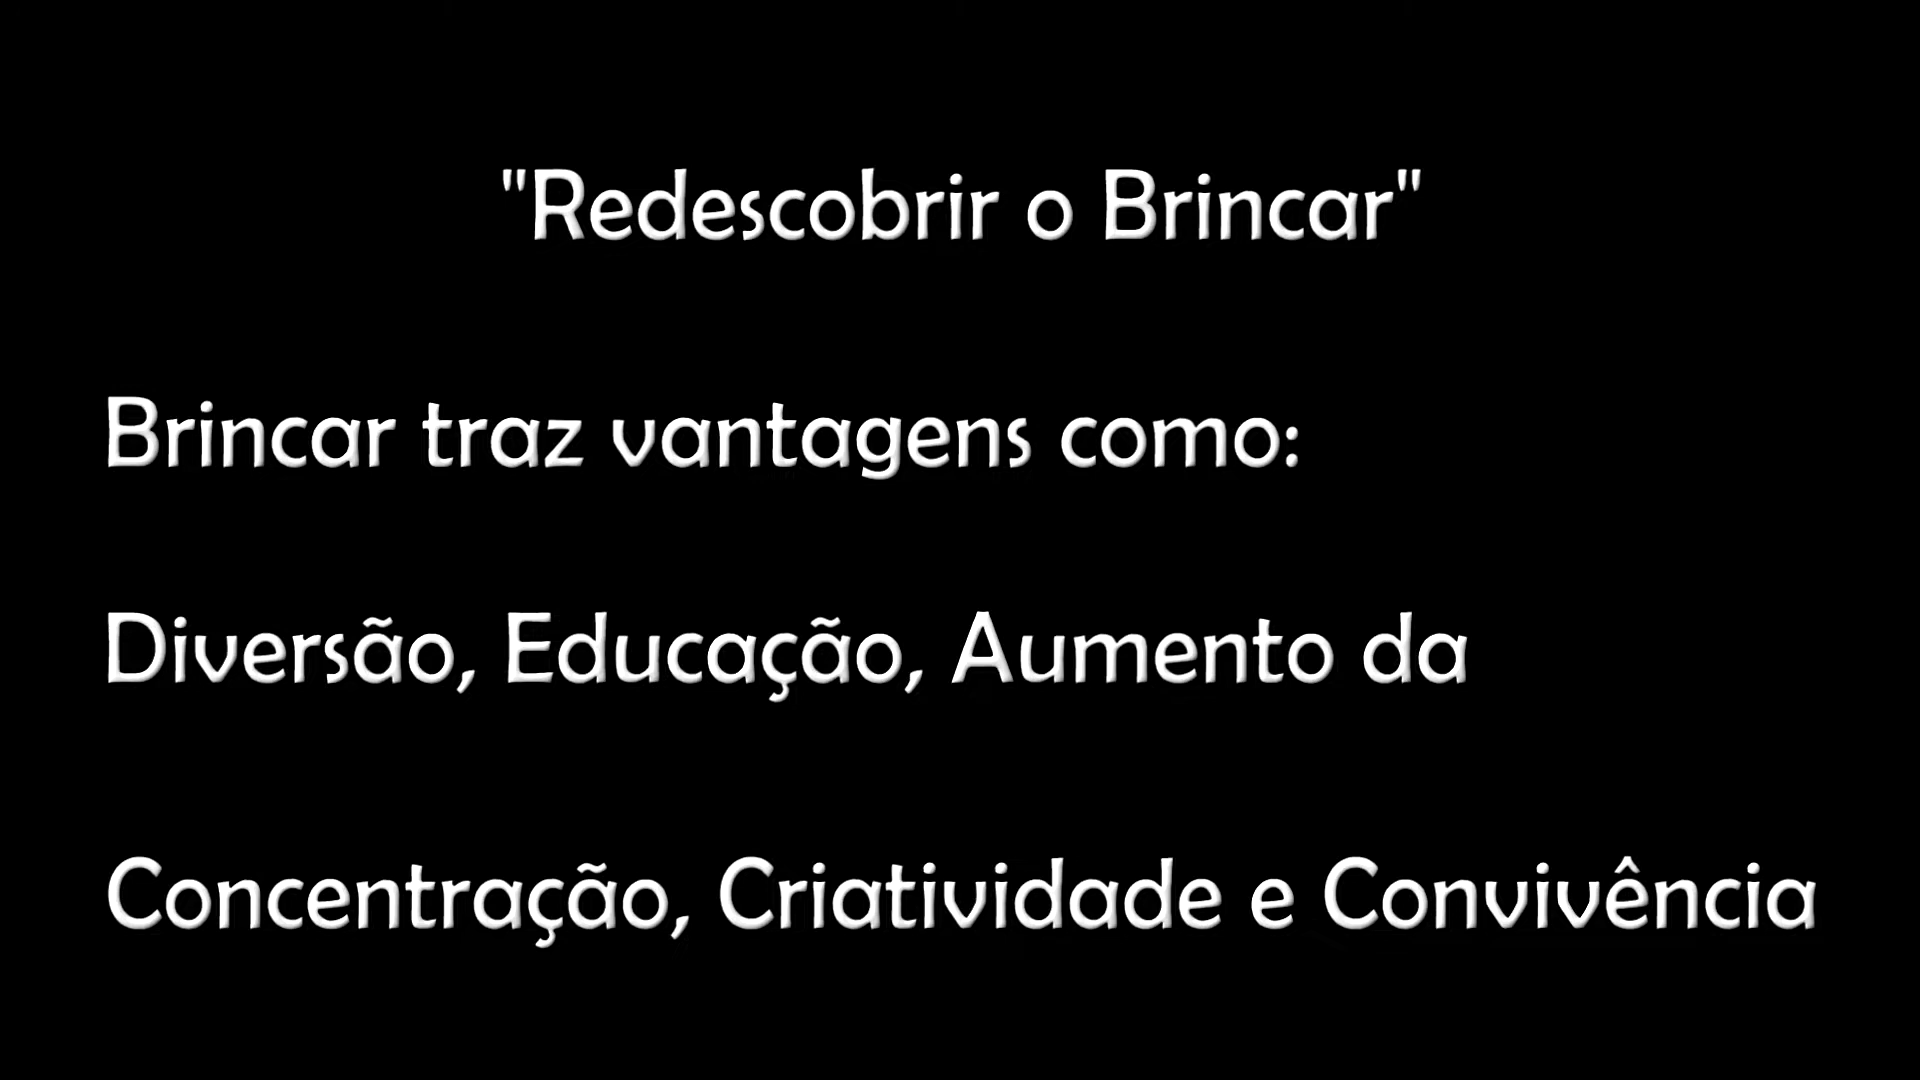 "Redescobrir o Brincar"
Brincar traz vantagens como:
Diversão, Educação, Aumento da
Concentração, Criatividade e Convivência